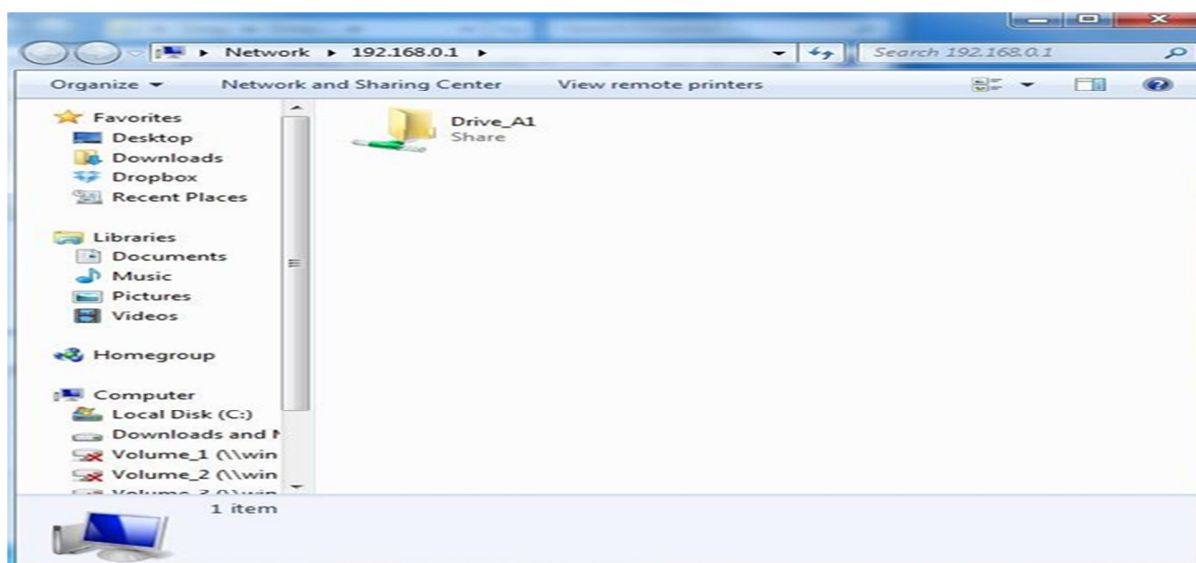 Network ▸ 192.168.0.1 ▸
Search 192.168.0.1
Organize
Network and Sharing Center
View remote printers
Favorites
Desktop
Downloads
Dropbox
Recent Places
Libraries
Documents
Music
Pictures
Videos
Homegroup
Computer
Local Disk (C:)
Downloads and
Volume_1 (\\win
Volume_2 (\\win
Drive_A1
Share
1 item